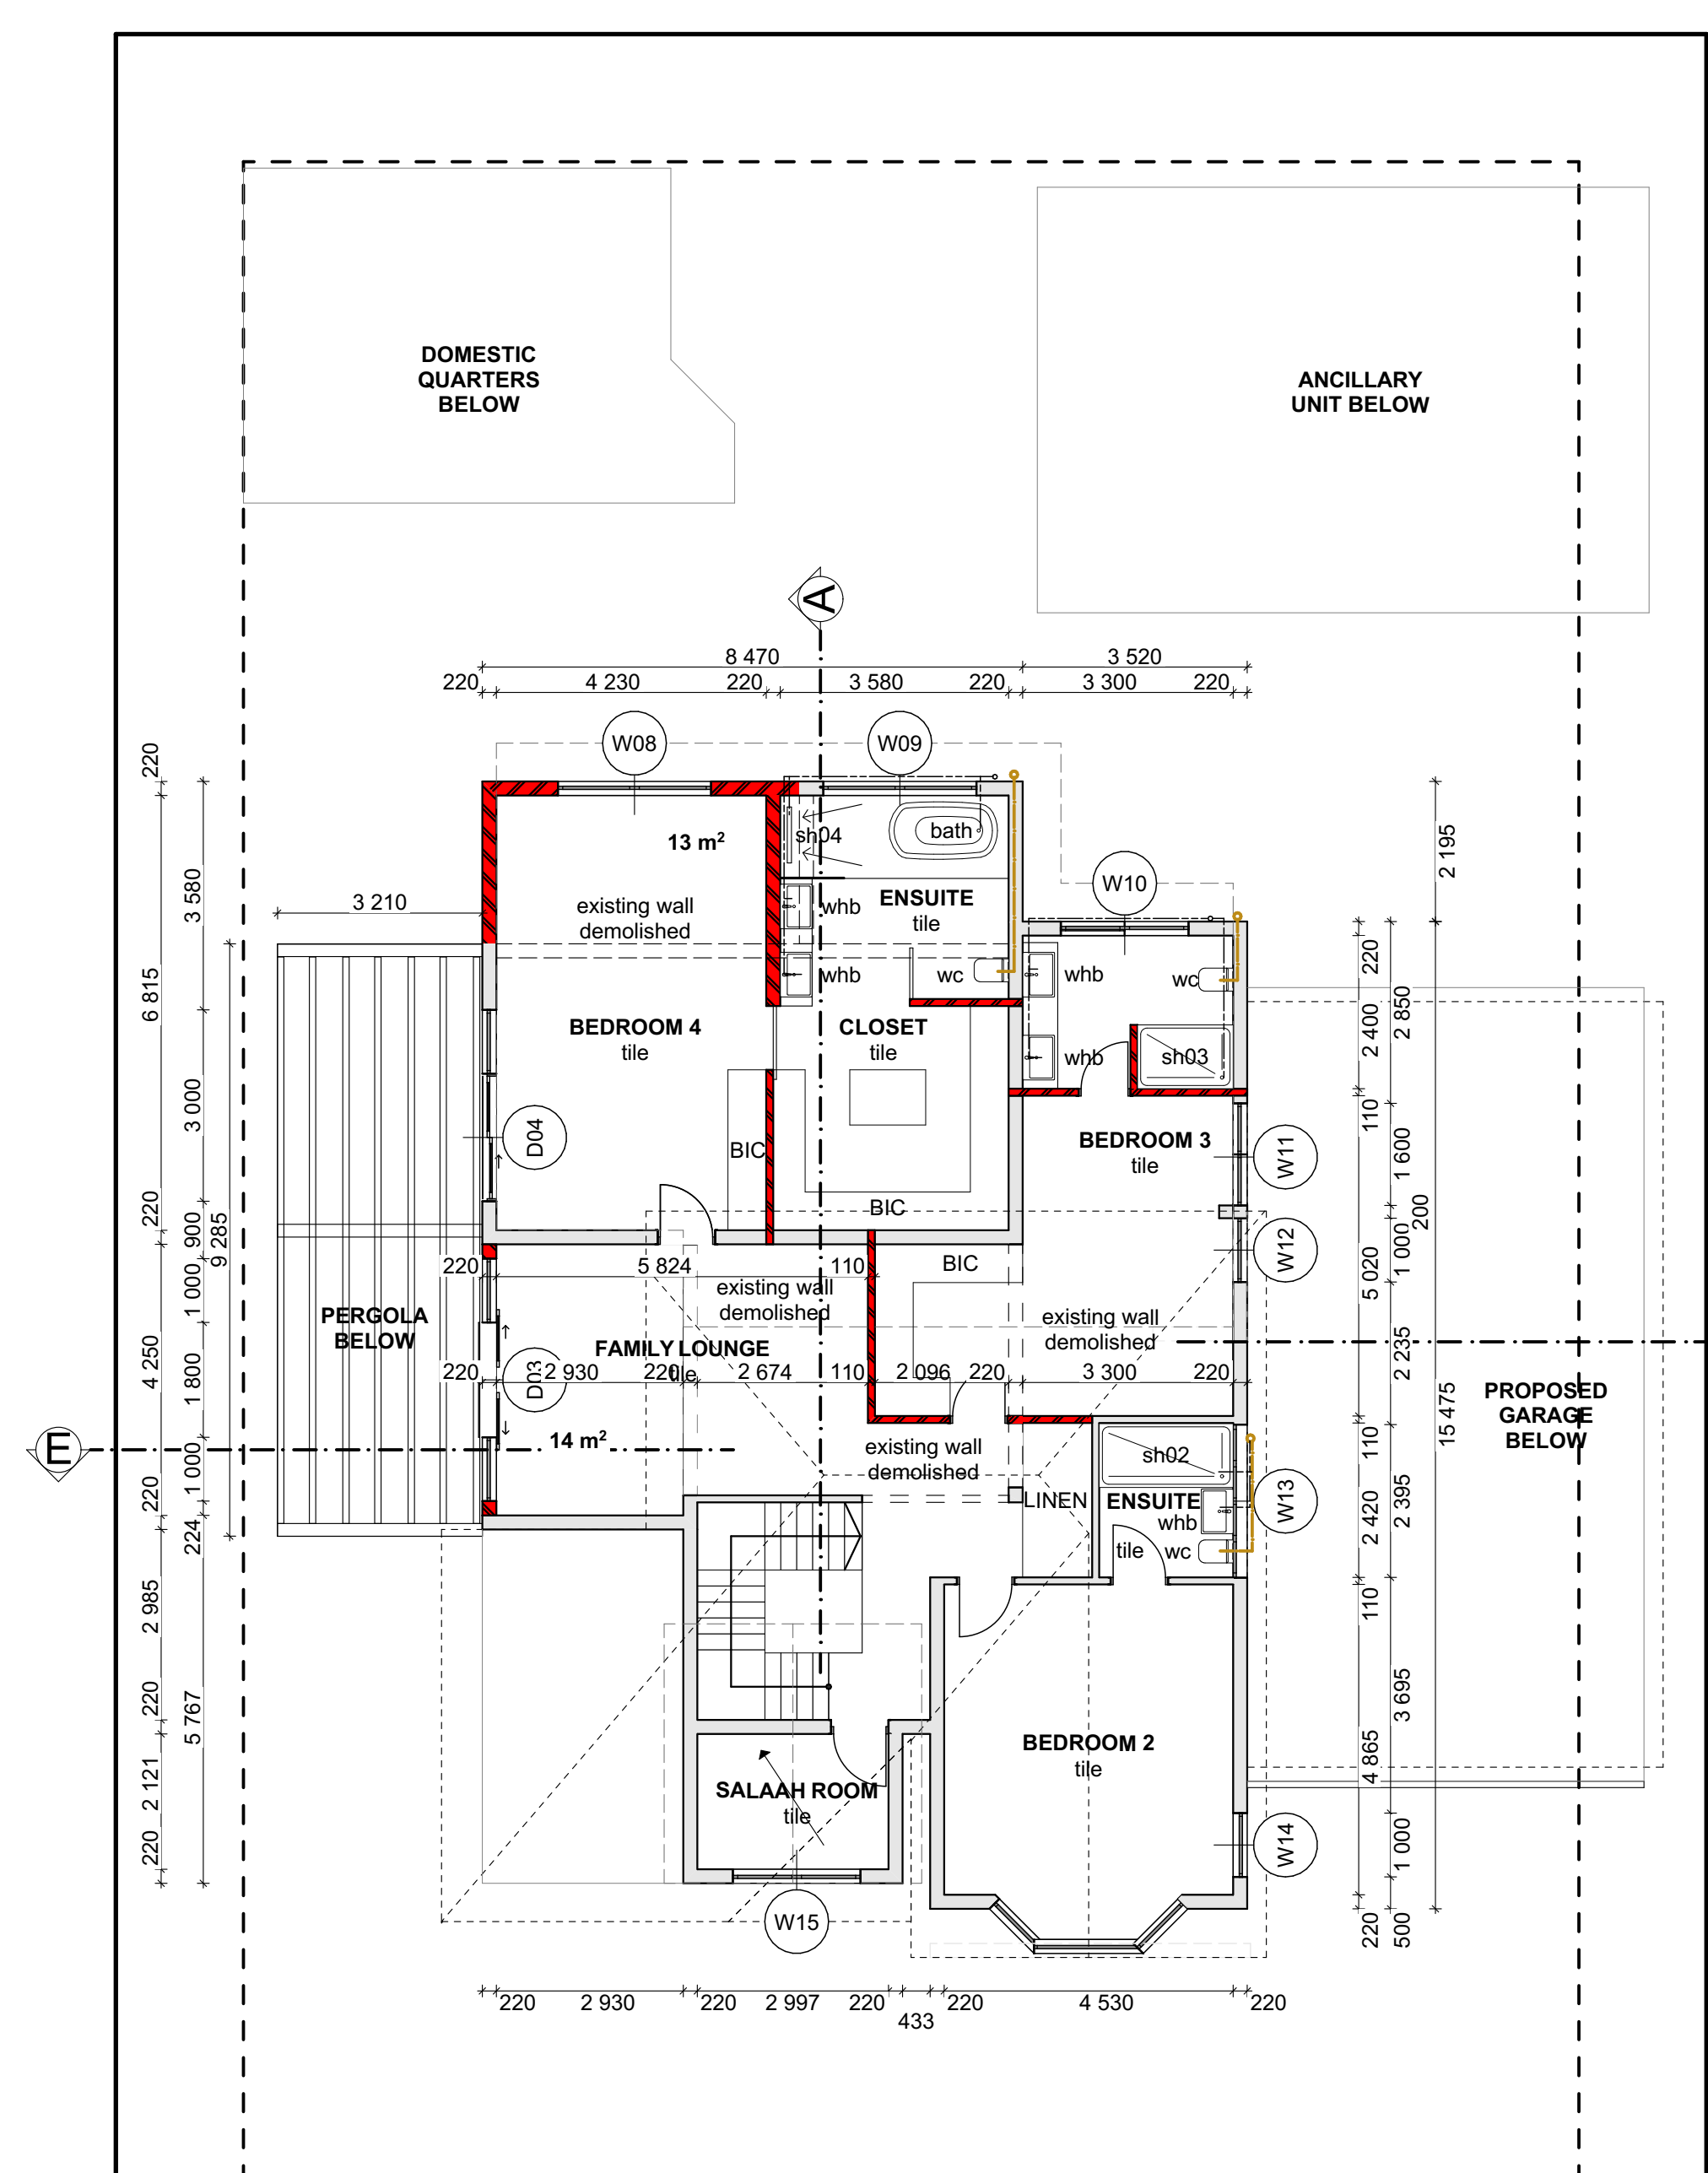 DOMESTIC
QUARTERS
BELOW
ANCILLARY
UNIT BELOW
A
8 470
3 520
220
4 230
220
3 580
220
3 300
220
W08
W09
W10
220
3 580
6 815
3 000
220
900
9 285
1 000
4 250
1 800
1 000
220
224
2 985
220
5 767
2 121
220
3 210
13 m²
sh04
bath
existing wall
demolished
whb
ENSUITE
tile
whb
wc
BEDROOM 4
tile
CLOSET
tile
BIC
BIC
D04
whb
wc
whb
sh03
BEDROOM 3
tile
W11
W12
2 195
220
2 850
2 400
110
1 600
200
1 000
5 020
2 235
15 475
110
2 395
2 420
110
3 695
4 865
1 000
220
500
220
5 824
110
BIC
existing wall
demolished
existing wall
demolished
PERGOLA
BELOW
FAMILY LOUNGE
tile
220
D03
2 930
220
2 674
110
2 096
220
3 300
220
PROPOSED
GARAGE
BELOW
E
14 m²
existing wall
demolished
sh02
LINEN
ENSUITE
whb
tile
wc
W13
BEDROOM 2
tile
SALAAH ROOM
tile
W14
W15
220
2 930
220
2 997
220
433
220
4 530
220